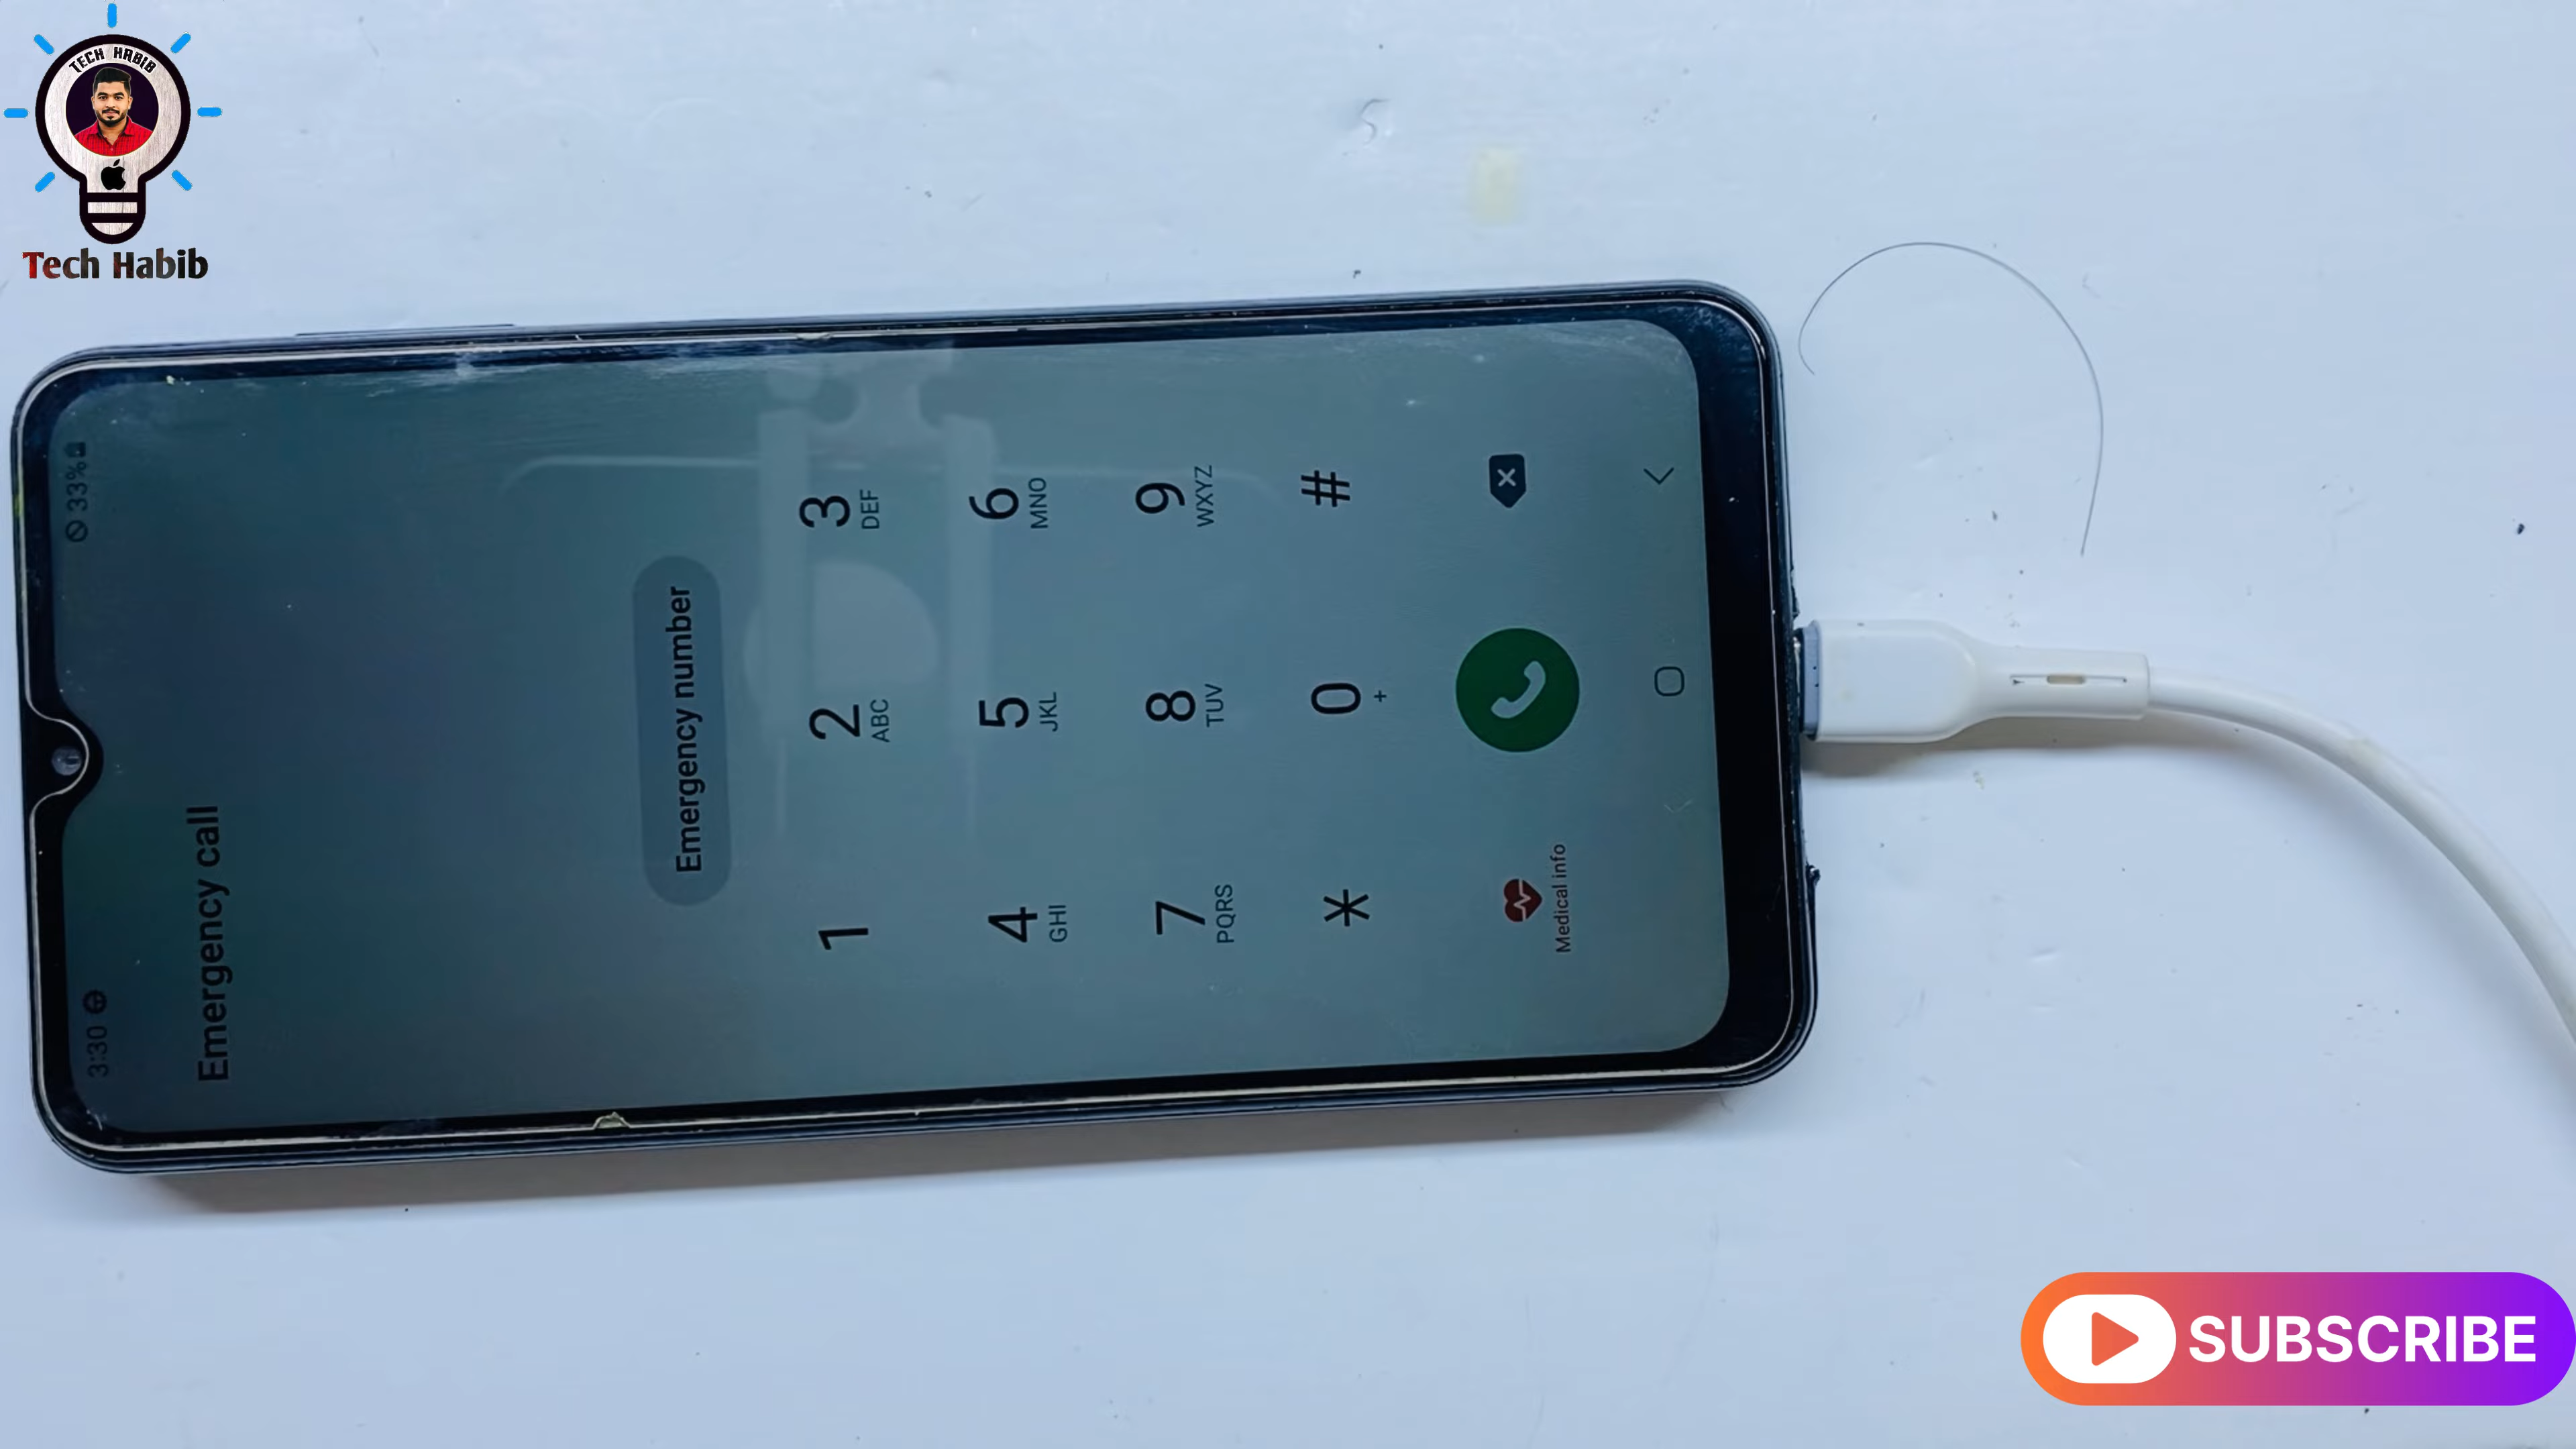 TECH HABIB
Tech Habib
3:30
33%
Emergency call
Emergency number
1
2
ABC
3
DEF
4
GHI
5
JKL
6
MNO
7
PQRS
8
TUV
9
WXYZ
*
0
+
#
Medical info
SUBSCRIBE